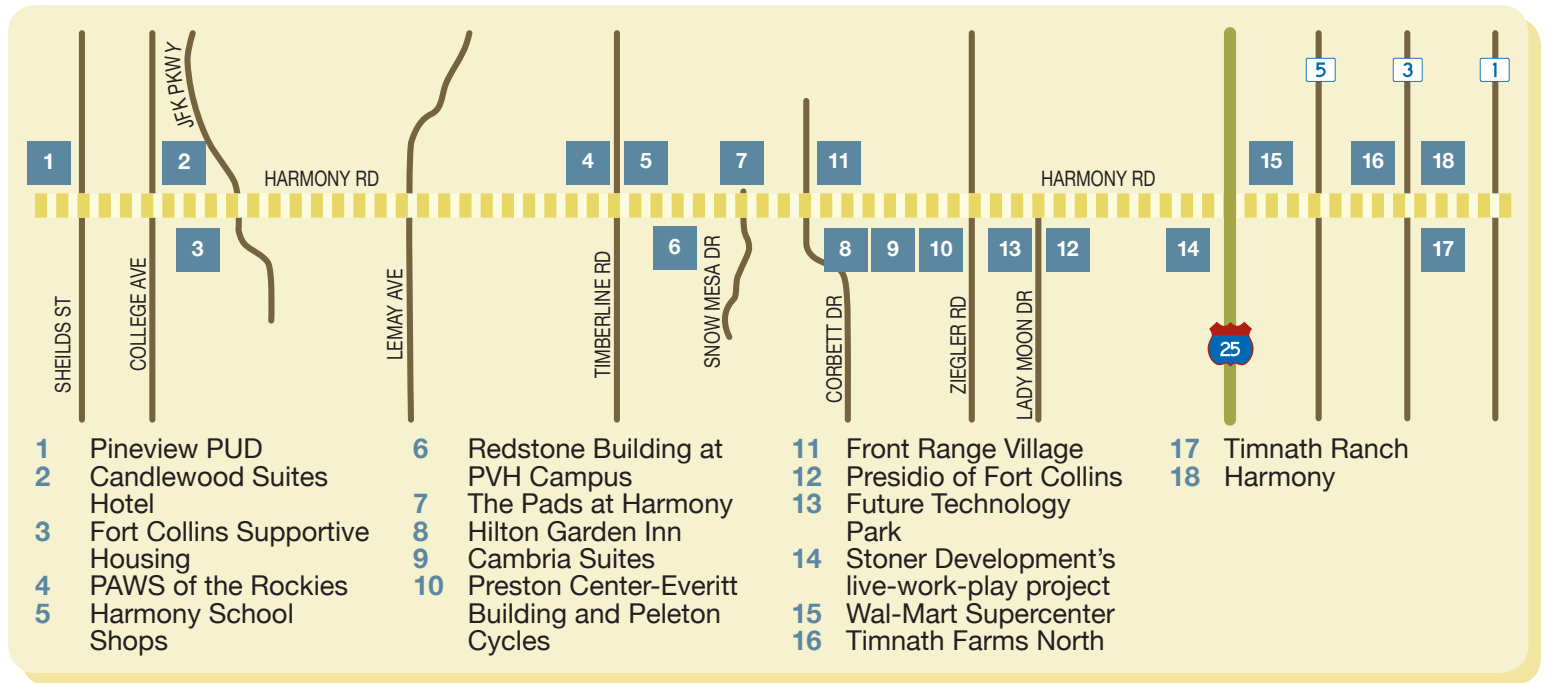 JFK PKWY
5
3
1
1
2
4
5
7
11
15
16
18
HARMONY RD
HARMONY RD
3
6
8
9
10
13
12
14
17
SHEILDS ST
COLLEGE AVE
LEMAY AVE
TIMBERLINE RD
SNOW MESA DR
CORBETT DR
ZIEGLER RD
LADY MOON DR
25
1 Pineview PUD
2 Candlewood Suites
Hotel
3 Fort Collins Supportive
Housing
4 PAWS of the Rockies
5 Harmony School
Shops
6 Redstone Building at
PVH Campus
7 The Pads at Harmony
8 Hilton Garden Inn
9 Cambria Suites
10 Preston Center-Everitt
Building and Peleton
Cycles
11 Front Range Village
12 Presidio of Fort Collins
13 Future Technology
Park
14 Stoner Development's
live-work-play project
15 Wal-Mart Supercenter
16 Timnath Farms North
17 Timnath Ranch
18 Harmony